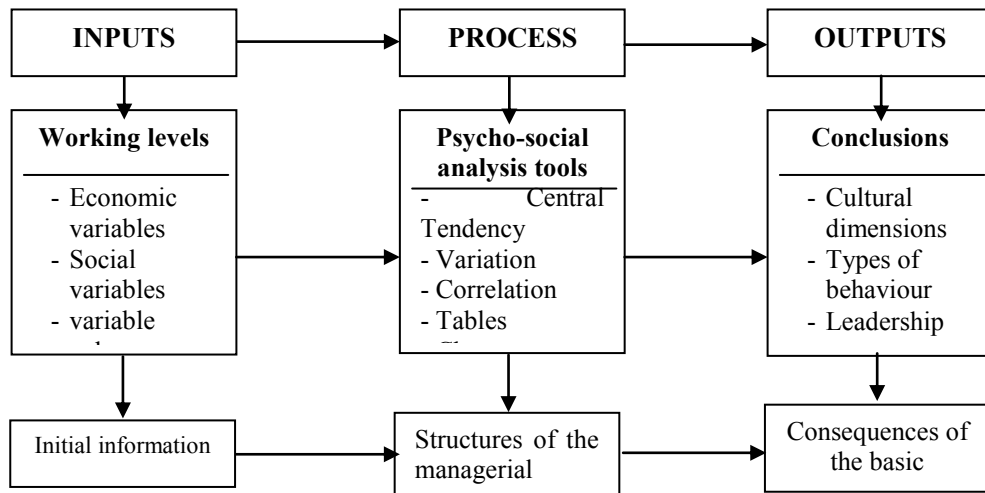 INPUTS
PROCESS
OUTPUTS
Working levels
- Economic
variables
- Social
variables
- variable
Psycho-social
analysis tools
- Central
Tendency
- Variation
- Correlation
- Tables
Conclusions
- Cultural
dimensions
- Types of
behaviour
- Leadership
Initial information
Structures of the
managerial
Consequences of
the basic